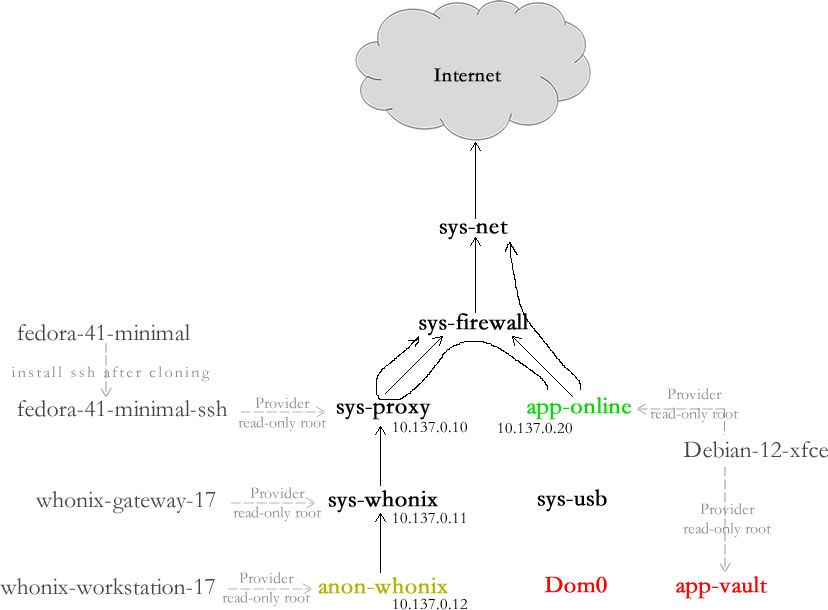 Internet
sys-net
sys-firewall
fedora-41-minimal
install ssh after cloning
fedora-41-minimal-ssh
Provider
read-only root
sys-proxy
10.137.0.10
app-online
10.137.0.20
Provider
read-only root
Debian-12-xfce
whonix-gateway-17
Provider
read-only root
sys-whonix
10.137.0.11
sys-usb
Provider
read-only root
whonix-workstation-17
Provider
read-only root
anon-whonix
10.137.0.12
Dom0
app-vault